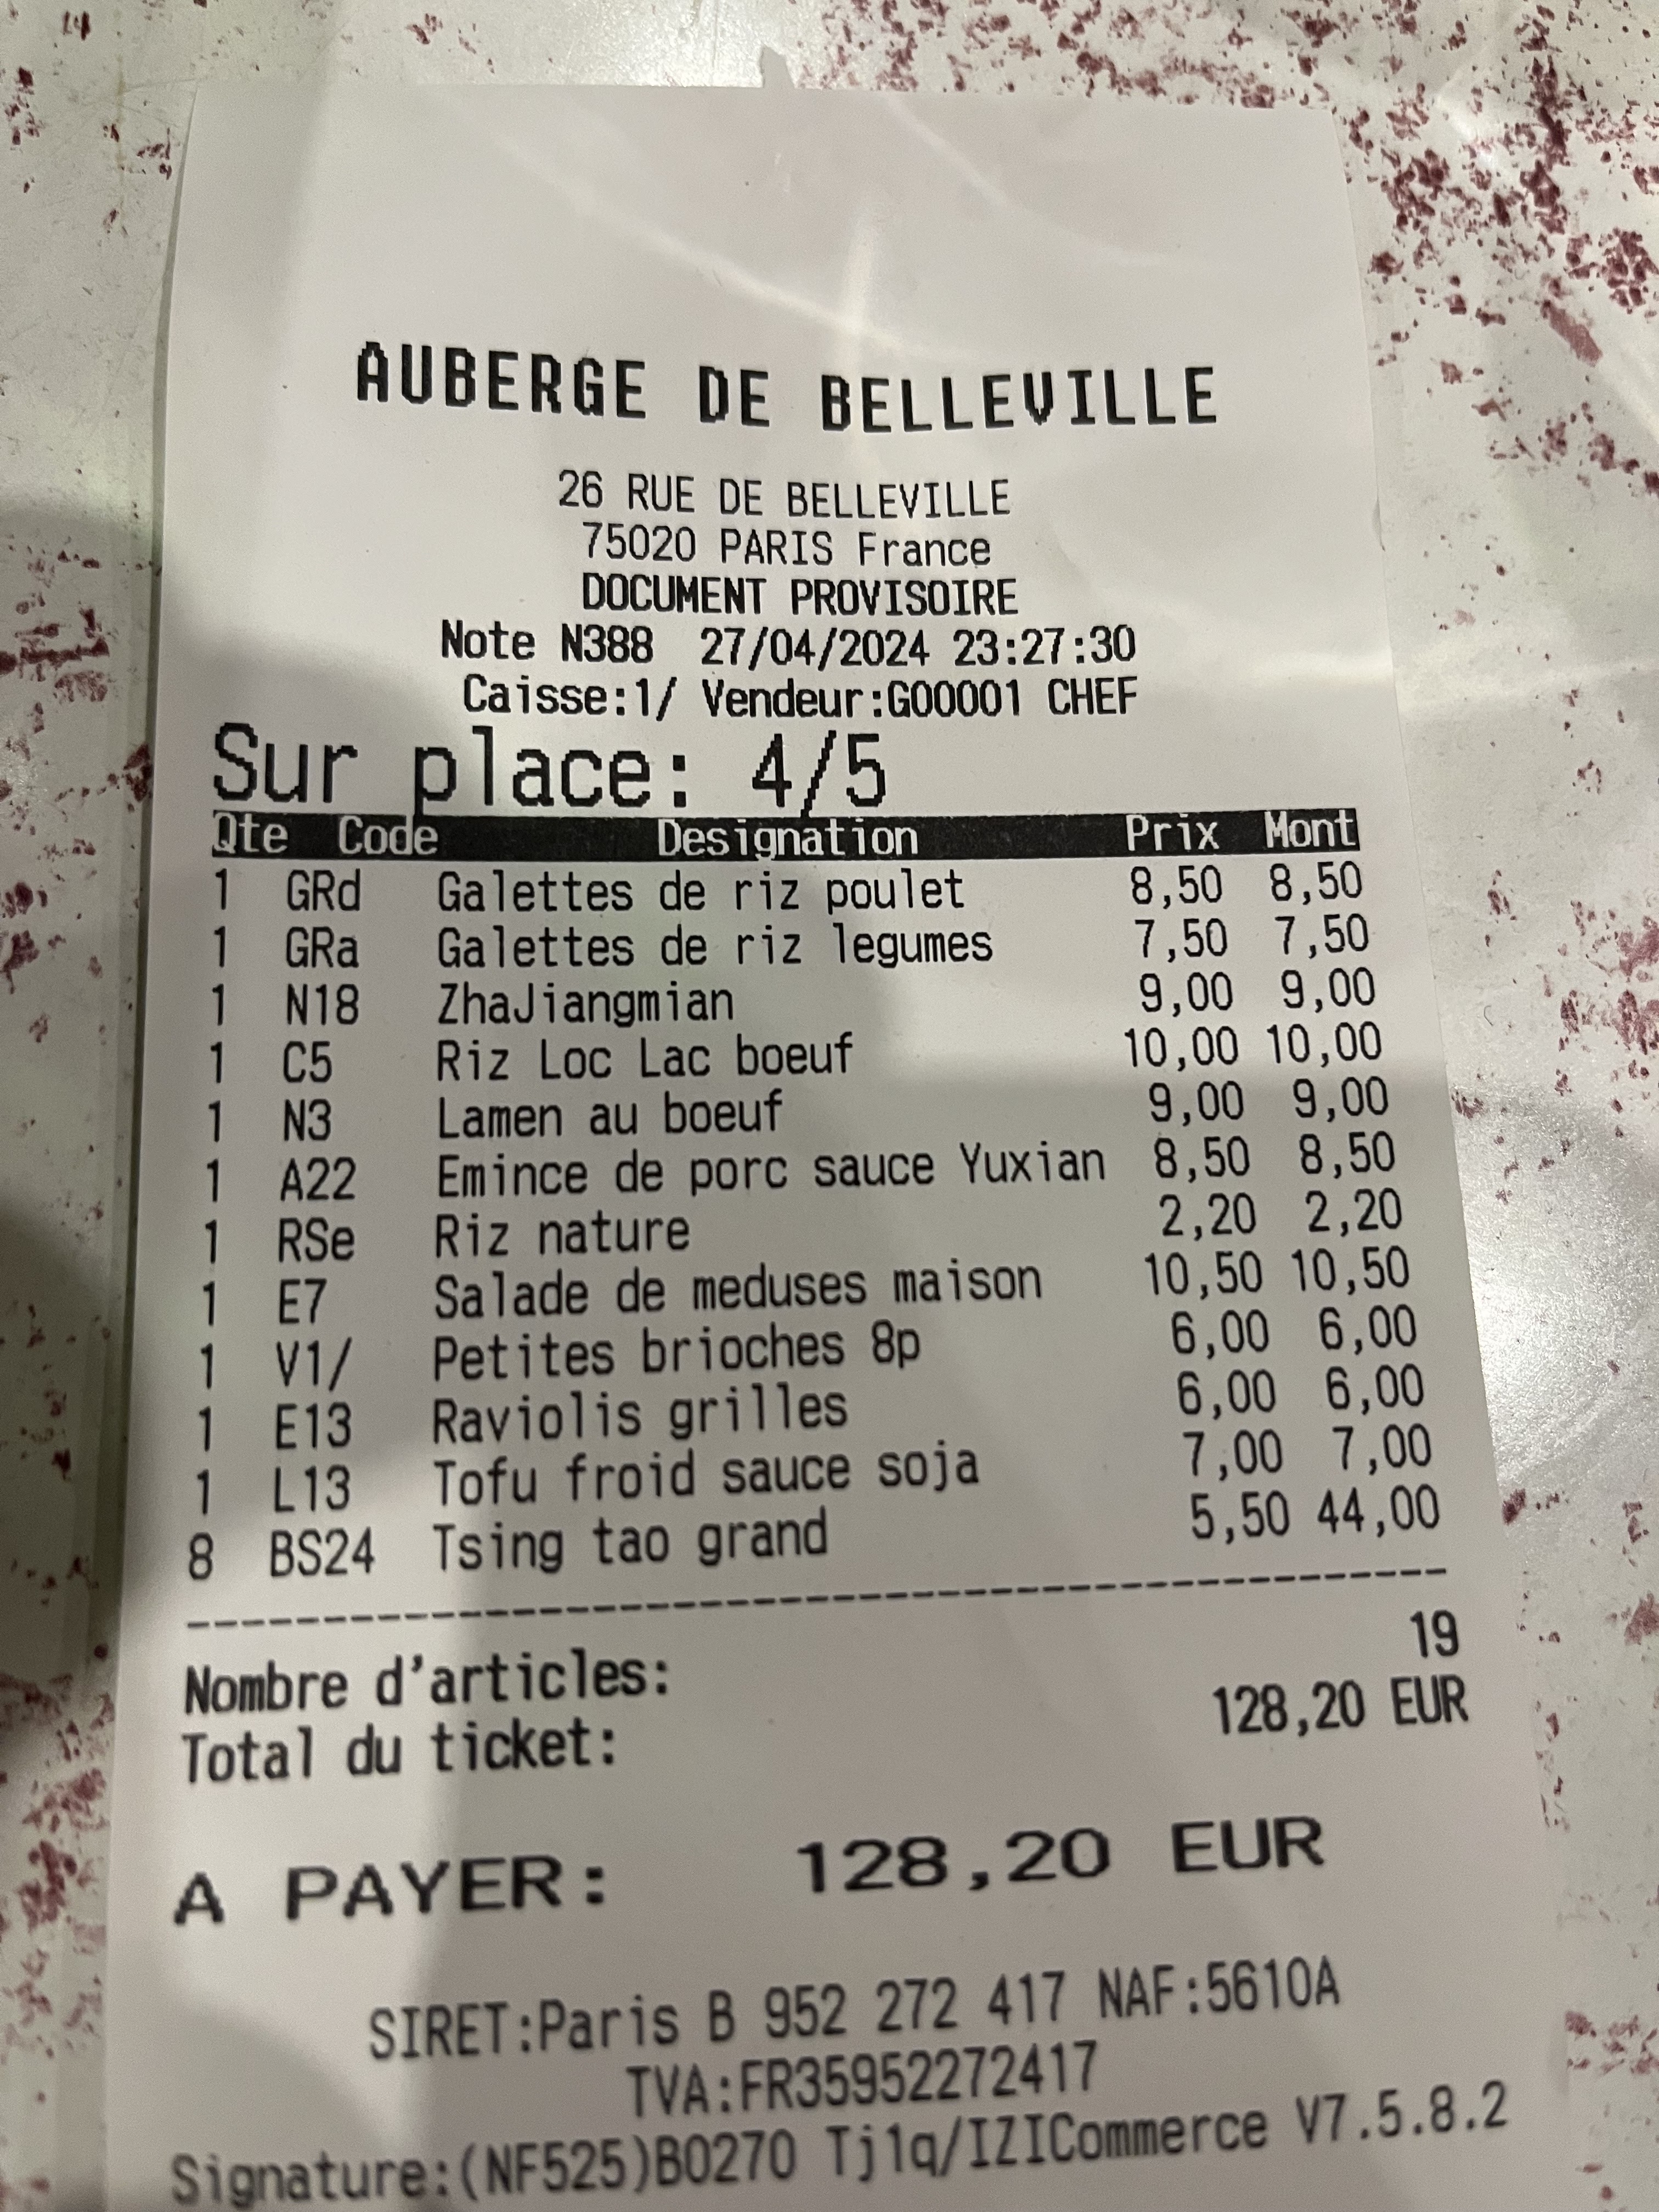 AUBERGE DE BELLEVILLE
26 RUE DE BELLEVILLE
75020 PARIS France
DOCUMENT PROVISOIRE
Note N388 27/04/2024 23:27:30
Caisse:1/ Vendeur:G00001 CHEF
Sur place: 4/5
Qte Code Designation Prix Mont
1 GRd Galettes de riz poulet 8,50 8,50
1 GRa Galettes de riz legumes 7,50 7,50
1 N18 ZhaJiangmian 9,00 9,00
1 C5 Riz Loc Lac boeuf 10,00 10,00
1 N3 Lamen au boeuf 9,00 9,00
1 A22 Emince de porc sauce Yuxian 8,50 8,50
1 RSe Riz nature 2,20 2,20
1 E7 Salade de meduses maison 10,50 10,50
1 V1/ Petites brioches 8p 6,00 6,00
1 E13 Raviolis grilles 6,00 6,00
1 L13 Tofu froid sauce soja 7,00 7,00
8 BS24 Tsing tao grand 5,50 44,00
Nombre d'articles: 19
Total du ticket: 128,20 EUR
A PAYER: 128,20 EUR
SIRET:Paris B 952 272 417 NAF:5610A
TVA:FR35952272417
Signature:(NF525)B0270 Tj1q/IZICommerce V7.5.8.2